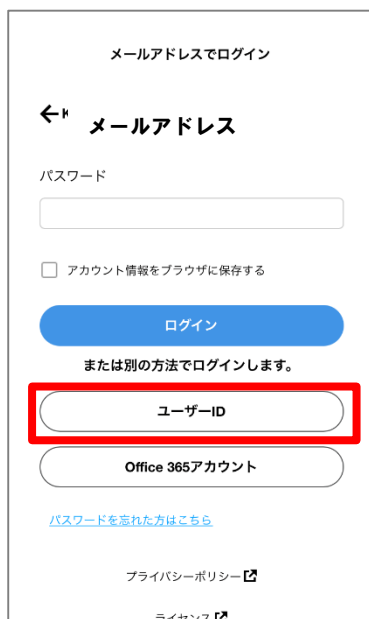 メールアドレスでログイン
メールアドレス
パスワード
アカウント情報をブラウザに保存する
ログイン
または別の方法でログインします。
ユーザーID
Office 365アカウント
パスワードを忘れた方はこちら
プライバシーポリシー
ライセンス